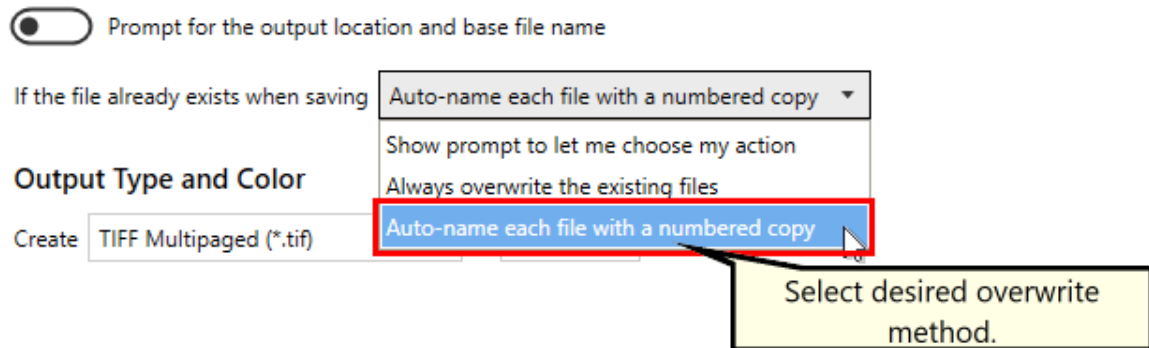 Prompt for the output location and base file name
If the file already exists when saving Auto-name each file with a numbered copy
Show prompt to let me choose my action
Always overwrite the existing files
Auto-name each file with a numbered copy
Output Type and Color
Create TIFF Multipaged (*.tif)
Select desired overwrite
method.